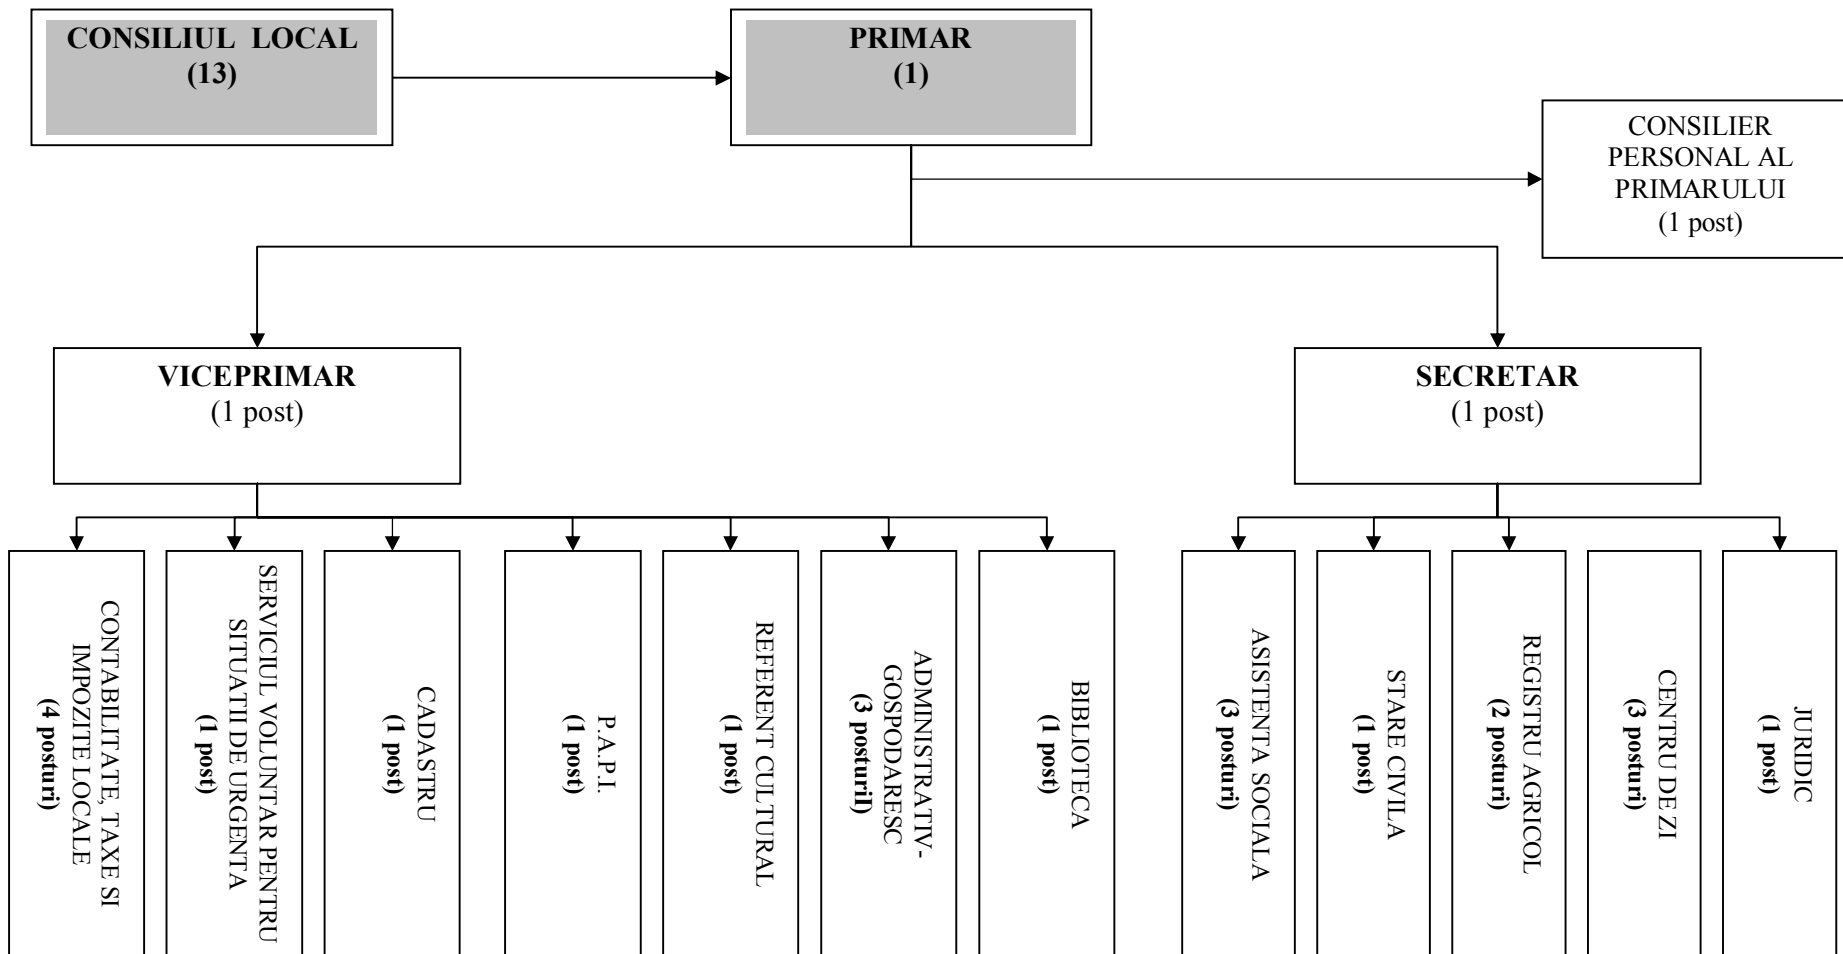 CONSILIUL LOCAL
(13)
PRIMAR
(1)
CONSILIER
PERSONAL AL
PRIMARULUI
(1 post)
VICEPRIMAR
(1 post)
SECRETAR
(1 post)
CONTABILITATE, TAXE SI
IMPOZITE LOCALE
(4 posturi)
SERVICIUL VOLUNTAR PENTRU
SITUATII DE URGENTA
(1 post)
CADASTRU
(1 post)
P.A.P.I.
(1 post)
REFERENT CULTURAL
(1 post)
ADMINISTRATIV-
GOSPODARESC
(3 posturiI)
BIBLIOTECA
(1 post)
ASISTENTA SOCIALA
(3 posturi)
STARE CIVILA
(1 post)
REGISTRU AGRICOL
(2 posturi)
CENTRU DE ZI
(3 posturi)
JURIDIC
(1 post)